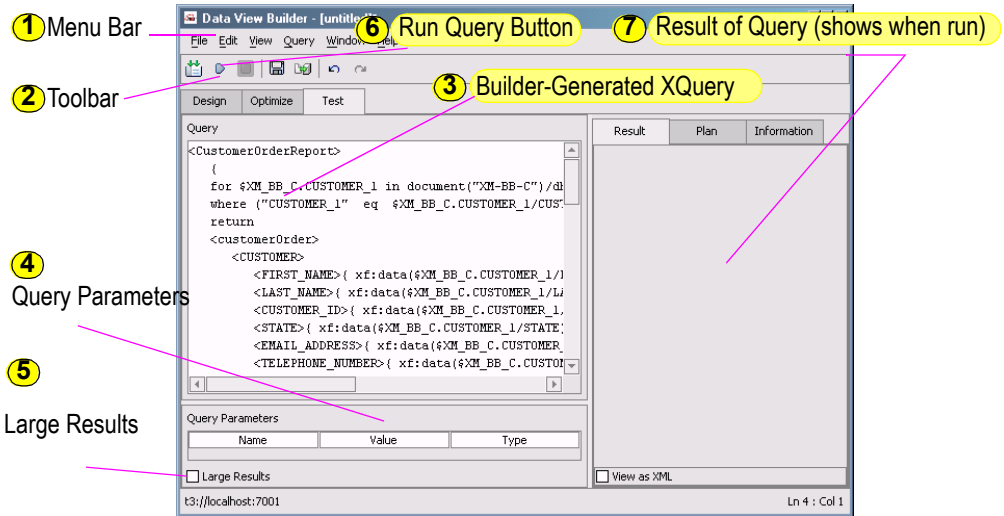 1 Menu Bar
Data View Builder - [untitled
6 Run Query Button
7 Result of Query (shows when run)
File Edit View Query Window
2 Toolbar
3 Builder-Generated XQuery
Design Optimize Test
Query
Result Plan Information
<CustomerOrderReport>
{
for $XM_BB_C.CUSTOMER_1 in document("XM-BB-C")/db
where ("CUSTOMER_1" eq $XM_BB_C.CUSTOMER_1/CUST
return
<customerOrder>
<CUSTOMER>
<FIRST_NAME>{ xf:data($XM_BB_C.CUSTOMER_1/
<LAST_NAME>{ xf:data($XM_BB_C.CUSTOMER_1/LA
<CUSTOMER_ID>{ xf:data($XM_BB_C.CUSTOMER_1,
<STATE>{ xf:data($XM_BB_C.CUSTOMER_1/STATE)
<EMAIL_ADDRESS>{ xf:data($XM_BB_C.CUSTOMER_
<TELEPHONE_NUMBER>{ xf:data($XM_BB_C.CUSTOM
4
Query Parameters
5
Large Results
Query Parameters
Name Value Type
Large Results
View as XML
t3://localhost:7001
Ln 4 : Col 1